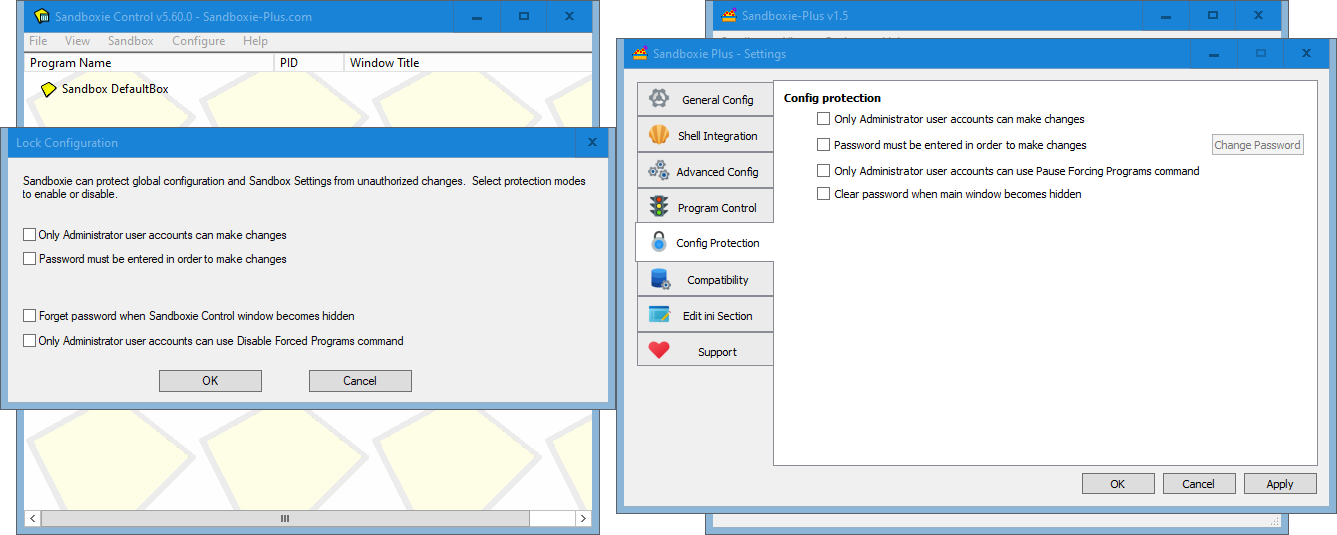 Sandboxie Control v5.60.0 - Sandboxie-Plus.com
File View Sandbox Configure Help
Program Name PID Window Title
Sandbox DefaultBox
Lock Configuration
Sandboxie can protect global configuration and Sandbox Settings from unauthorized changes. Select protection modes
to enable or disable.
Only Administrator user accounts can make changes
Password must be entered in order to make changes
Forget password when Sandboxie Control window becomes hidden
Only Administrator user accounts can use Disable Forced Programs command
OK Cancel
Sandboxie-Plus v1.5
Sandboxie Plus - Settings
General Config
Shell Integration
Advanced Config
Program Control
Config Protection
Compatibility
Edit ini Section
Support
Config protection
Only Administrator user accounts can make changes
Password must be entered in order to make changes Change Password
Only Administrator user accounts can use Pause Forcing Programs command
Clear password when main window becomes hidden
OK Cancel Apply